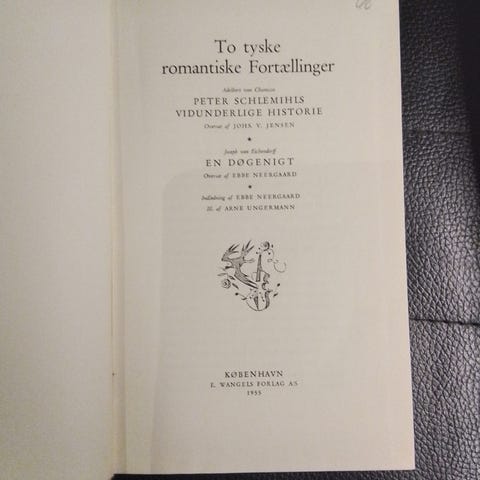 To tyske
romantiske Fortællinger
Adelbert von Chamisso
PETER SCHLEMIHLS
VIDUNDERLIGE HISTORIE
Oversat af JOHS. V. JENSEN
Joseph von Eichendorff
EN DØGENIGT
Oversat af EBBE NEERGAARD
Indledning af EBBE NEERGAARD
Ill. af ARNE UNGERMANN
KØBENHAVN
E. WANGELS FORLAG A/S
1955